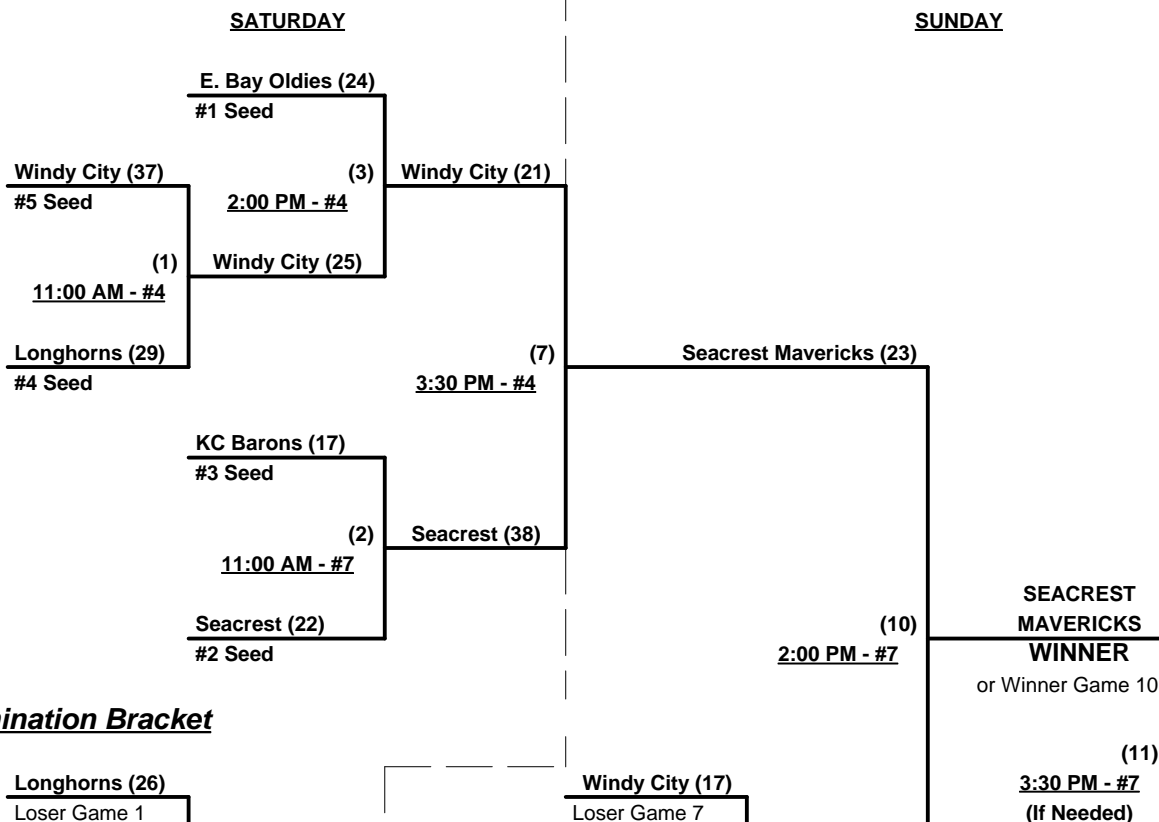 SATURDAY
SUNDAY
E. Bay Oldies (24)
#1 Seed
Windy City (37)
#5 Seed
(3)
2:00 PM - #4
Windy City (21)
(1)
11:00 AM - #4
Windy City (25)
Longhorns (29)
#4 Seed
(7)
3:30 PM - #4
Seacrest Mavericks (23)
KC Barons (17)
#3 Seed
(2)
11:00 AM - #7
Seacrest (38)
Seacrest (22)
#2 Seed
(10)
2:00 PM - #7
SEACREST
MAVERICKS
WINNER
or Winner Game 10
ination Bracket
(11)
3:30 PM - #7
(If Needed)
Longhorns (26)
Loser Game 1
Windy City (17)
Loser Game 7